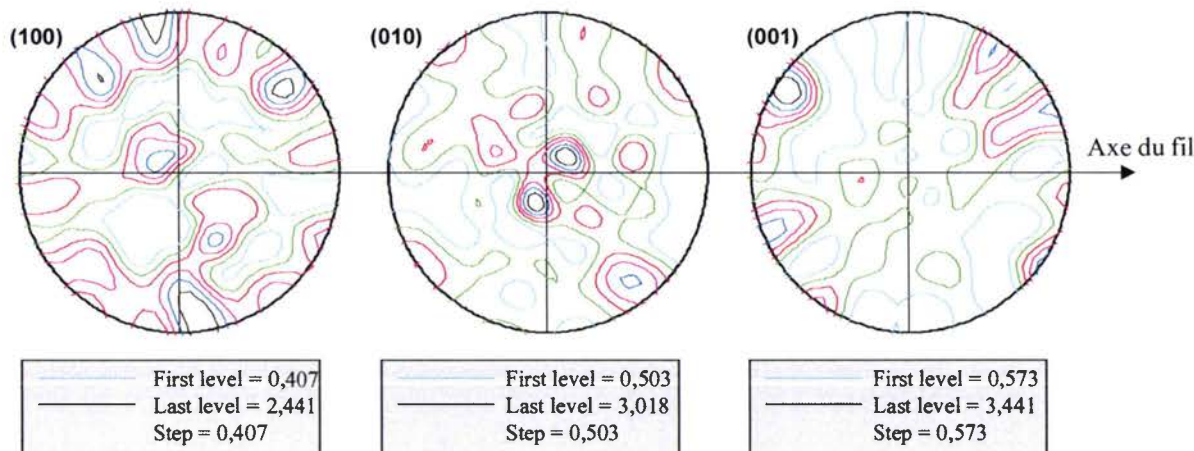 (100)
(010)
(001)
Axe du fil
First level = 0,407
Last level = 2,441
Step = 0,407
First level = 0,503
Last level = 3,018
Step = 0,503
First level = 0,573
Last level = 3,441
Step = 0,573